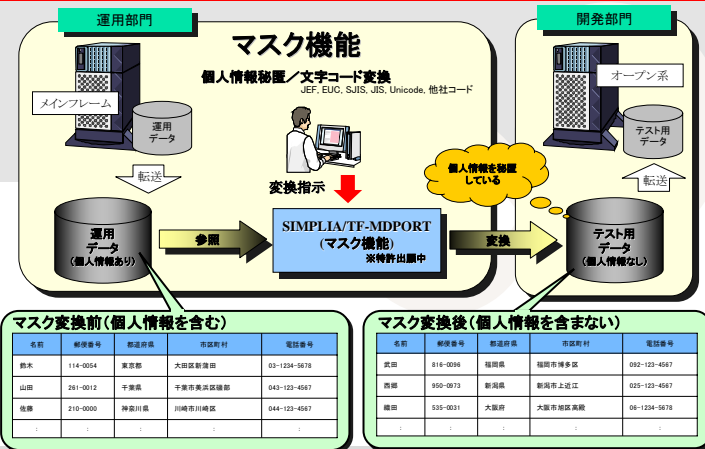 運用部門
開発部門
マスク機能
個人情報秘匿／文字コード変換
JEF, EUC, SJIS, JIS, Unicode, 他社コード
メインフレーム
運用
データ
転送
変換指示
オープン系
テスト用
データ
転送
個人情報を秘匿
している
運用
データ
(個人情報あり)
参照
SIMPLIA/TF-MDPORT
(マスク機能)
※特許出願中
変換
テスト用
データ
(個人情報なし)
マスク変換前(個人情報を含む)
名前 郵便番号 都道府県 市区町村 電話番号
鈴木 114-0054 東京都 大田区新蒲田 03-1234-5678
山田 261-0012 千葉県 千葉市美浜区磯部 043-123-4567
佐藤 210-0000 神奈川県 川崎市川崎区 044-123-4567
： ： ： ： ：
マスク変換後(個人情報を含まない)
名前 郵便番号 都道府県 市区町村 電話番号
武田 816-0096 福岡県 福岡市博多区 092-123-4567
西郷 950-0973 新潟県 新潟市上近江 025-123-4567
織田 535-0031 大阪府 大阪市旭区高殿 06-1234-5678
： ： ： ： ：